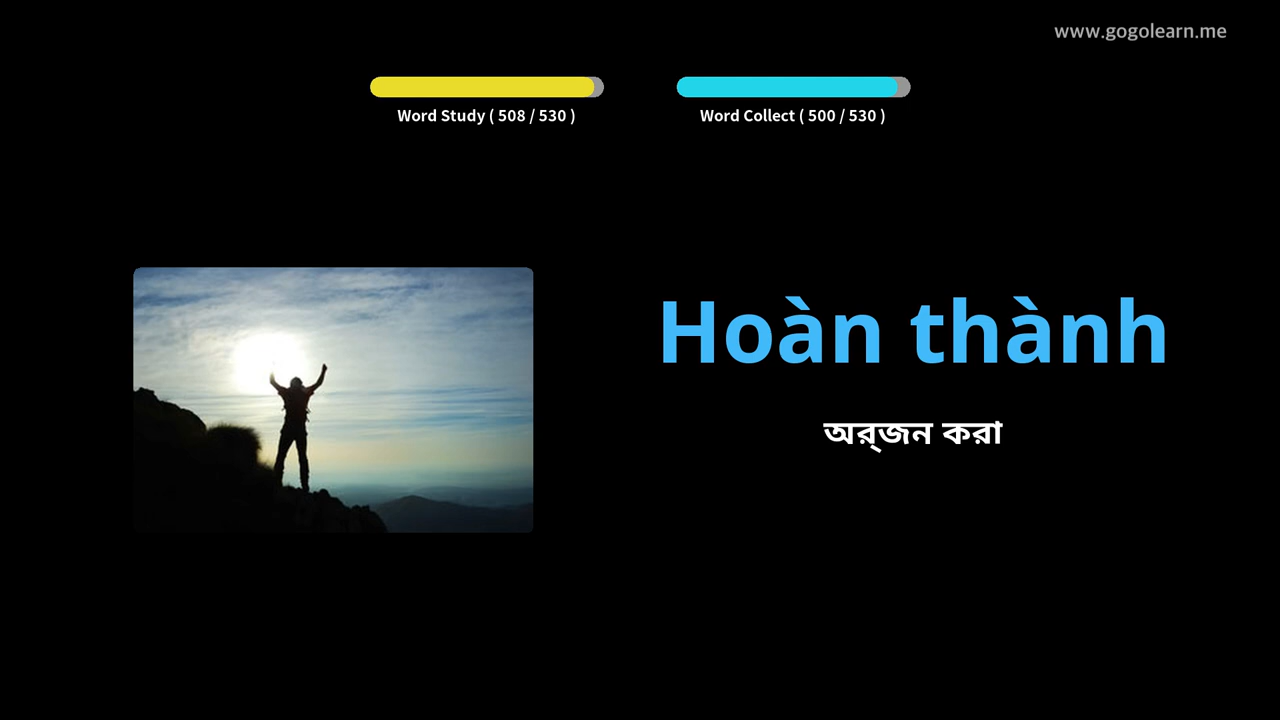 www.gogolearn.me
Word Study ( 508 / 530 )
Word Collect ( 500 / 530 )
Hoàn thành
অর্জন করা